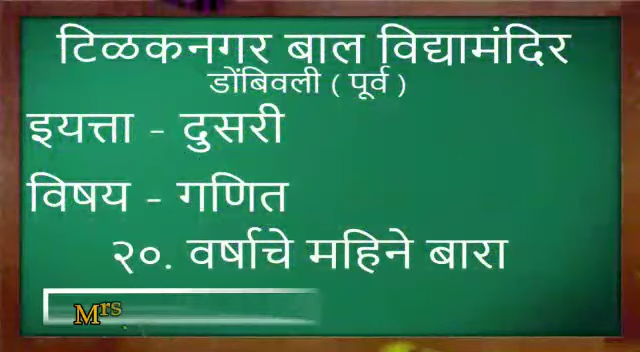 टिळकनगर बाल विद्यामंदिर
डोंबिवली ( पूर्व )
इयत्ता - दुसरी
विषय - गणित
२०. वर्षाचे महिने बारा
Mrs